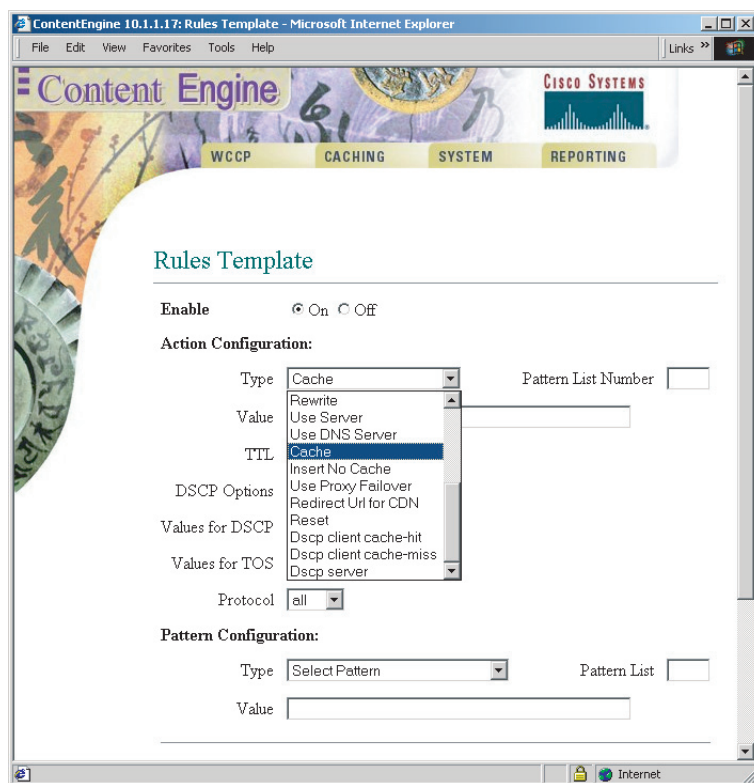 ContentEngine 10.1.1.17: Rules Template - Microsoft Internet Explorer
File Edit View Favorites Tools Help Links »
Content Engine
CISCO SYSTEMS
WCCP CACHING SYSTEM REPORTING
Rules Template
Enable On Off
Action Configuration:
Type Cache Pattern List Number
Rewrite
Value Use Server
Use DNS Server
TTL Cache
Insert No Cache
DSCP Options Use Proxy Failover
Redirect Url for CDN
Values for DSCP Reset
Dscp client cache-hit
Values for TOS Dscp client cache-miss
Dscp server
Protocol all
Pattern Configuration:
Type Select Pattern Pattern List
Value
Internet